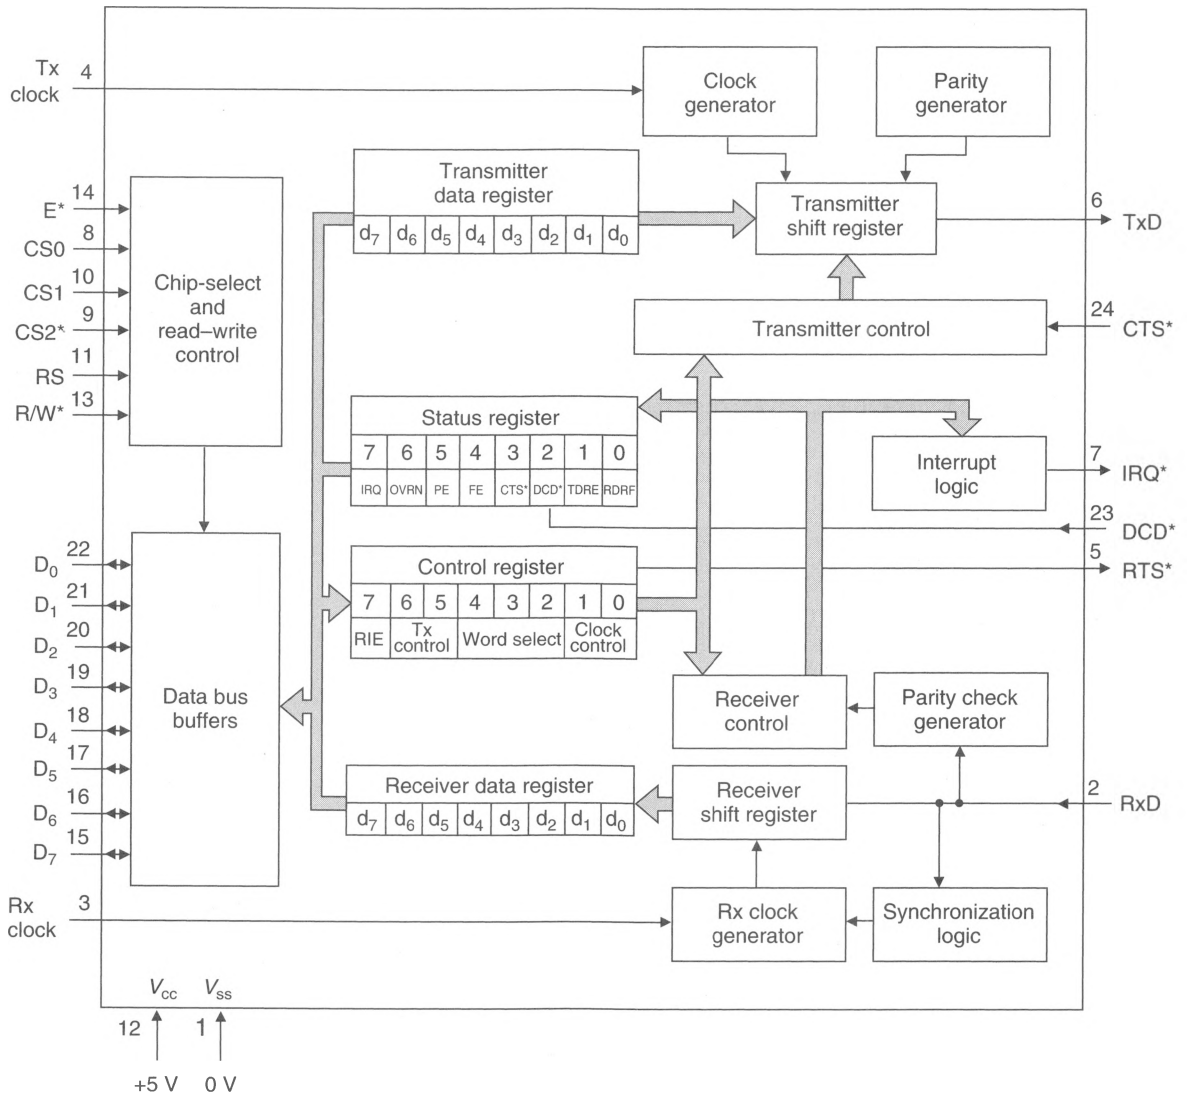 Tx
clock
4
Clock
generator
Parity
generator
Transmitter
data register
d7 d6 d5 d4 d3 d2 d1 d0
Transmitter
shift register
6
TxD
14
E*
8
CS0
10
CS1
9
CS2*
11
RS
13
R/W*
Chip-select
and
read–write
control
Transmitter control
24
CTS*
Status register
7 6 5 4 3 2 1 0
IRQ OVRN PE FE CTS* DCD* TDRE RDRF
Interrupt
logic
7
IRQ*
23
DCD*
5
RTS*
Control register
7 6 5 4 3 2 1 0
RIE
Tx
control
Word select
Clock
control
22
D0
21
D1
20
D2
19
D3
18
D4
17
D5
16
D6
15
D7
Data bus
buffers
Receiver
control
Parity check
generator
Receiver data register
d7 d6 d5 d4 d3 d2 d1 d0
Receiver
shift register
2
RxD
Rx
clock
3
Rx clock
generator
Synchronization
logic
Vcc
Vss
12
1
+5 V
0 V